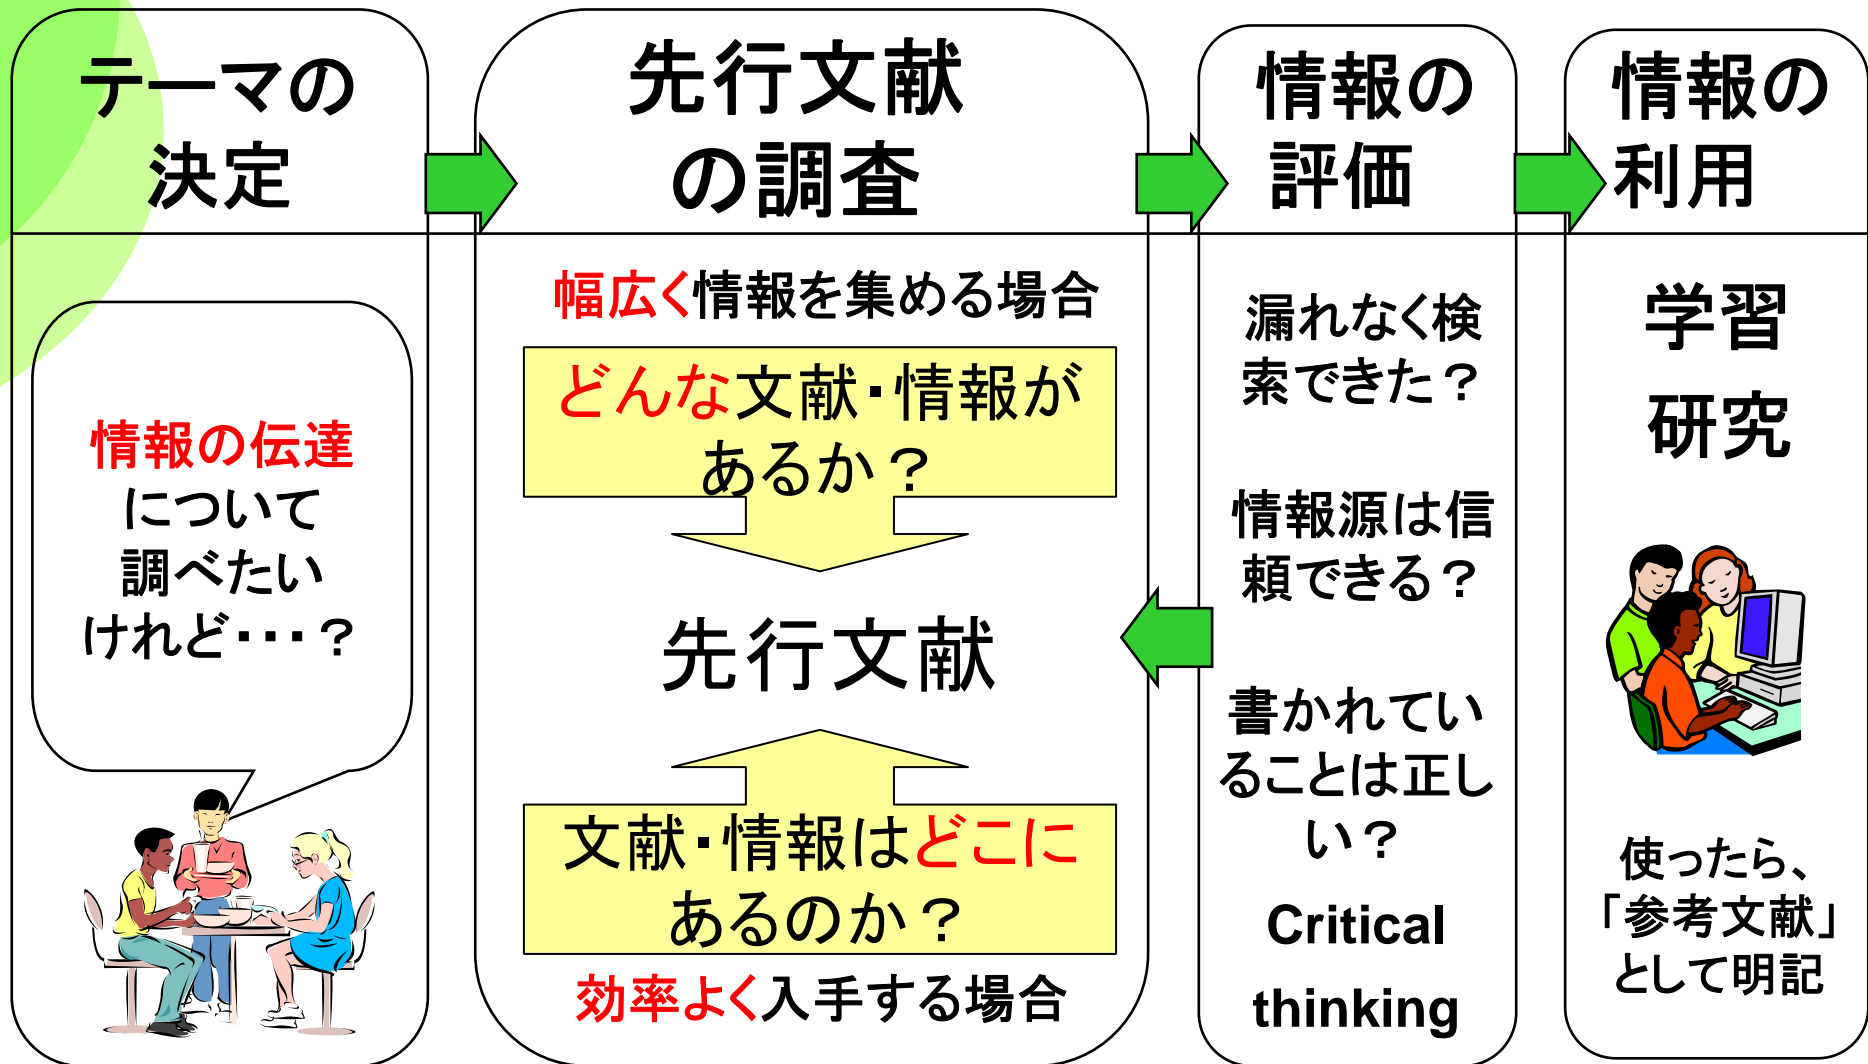 テーマの
決定
情報の伝達
について
調べたい
けれど・・・？
先行文献
の調査
幅広く情報を集める場合
どんな文献・情報が
あるか？
先行文献
文献・情報はどこに
あるのか？
効率よく入手する場合
情報の
評価
漏れなく検
索できた？
情報源は信
頼できる？
書かれてい
ることは正し
い？
Critical
thinking
情報の
利用
学習
研究
使ったら、
「参考文献」
として明記